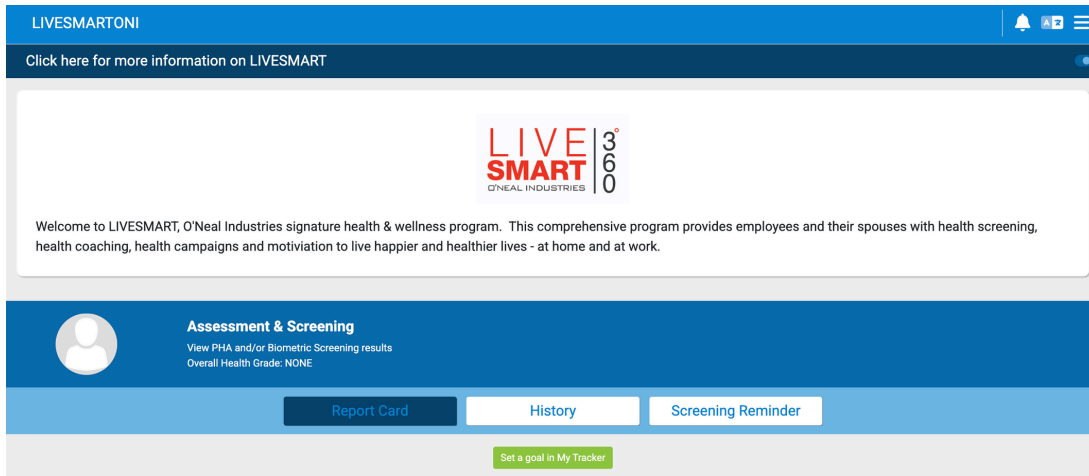 LIVESMARTONI
A
Click here for more information on LIVESMART
LIVE
SMART
O'NEAL INDUSTRIES
3°
6
0
Welcome to LIVESMART, O'Neal Industries signature health & wellness program.  This comprehensive program provides employees and their spouses with health screening,
health coaching, health campaigns and motiviation to live happier and healthier lives - at home and at work.
Assessment & Screening
View PHA and/or Biometric Screening results
Overall Health Grade: NONE
Report Card
History
Screening Reminder
Set a goal in My Tracker